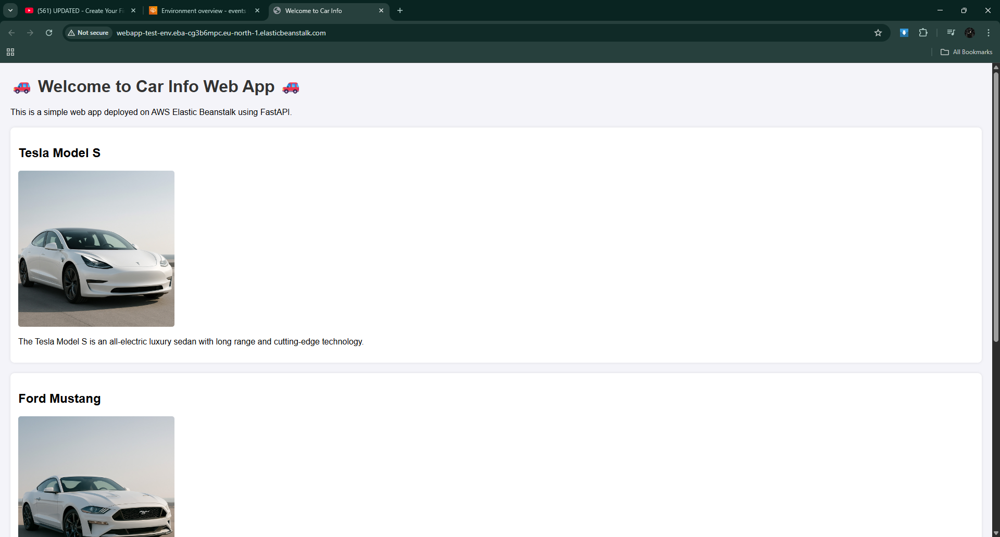 (561) UPDATED - Create Your Fi
Environment overview - events
Welcome to Car Info
Not secure
webapp-test-env.eba-cg3b6mpc.eu-north-1.elasticbeanstalk.com
All Bookmarks
🚗 Welcome to Car Info Web App 🚗
This is a simple web app deployed on AWS Elastic Beanstalk using FastAPI.
Tesla Model S
The Tesla Model S is an all-electric luxury sedan with long range and cutting-edge technology.
Ford Mustang